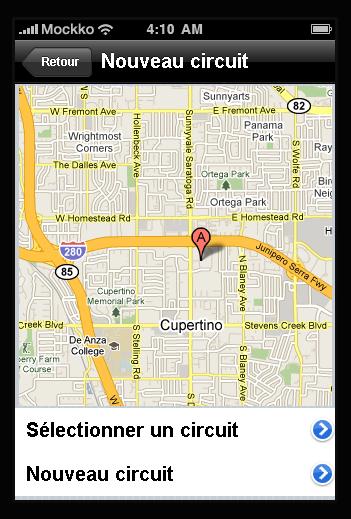 Mockko 4:10 AM
Retour Nouveau circuit
Sunnyarts
82
W Fremont Ave E Fremont Ave
Panama Park
Wrightmost Corners
Hollenbeck Ave
Sunnyvale Saratoga Rd
S Wolfe Rd
The Dalles Ave
Ortega Park
Ortega Park
W Homestead Rd E Homestead Rd
A
280
85
Junipero Serra Fwy
N Blaney Ave
Cupertino Memorial Park
Cupertino
Creek Blvd Stevens Creek Blvd
De Anza College
S Stelling Rd
S Blaney Ave
Sélectionner un circuit
Nouveau circuit